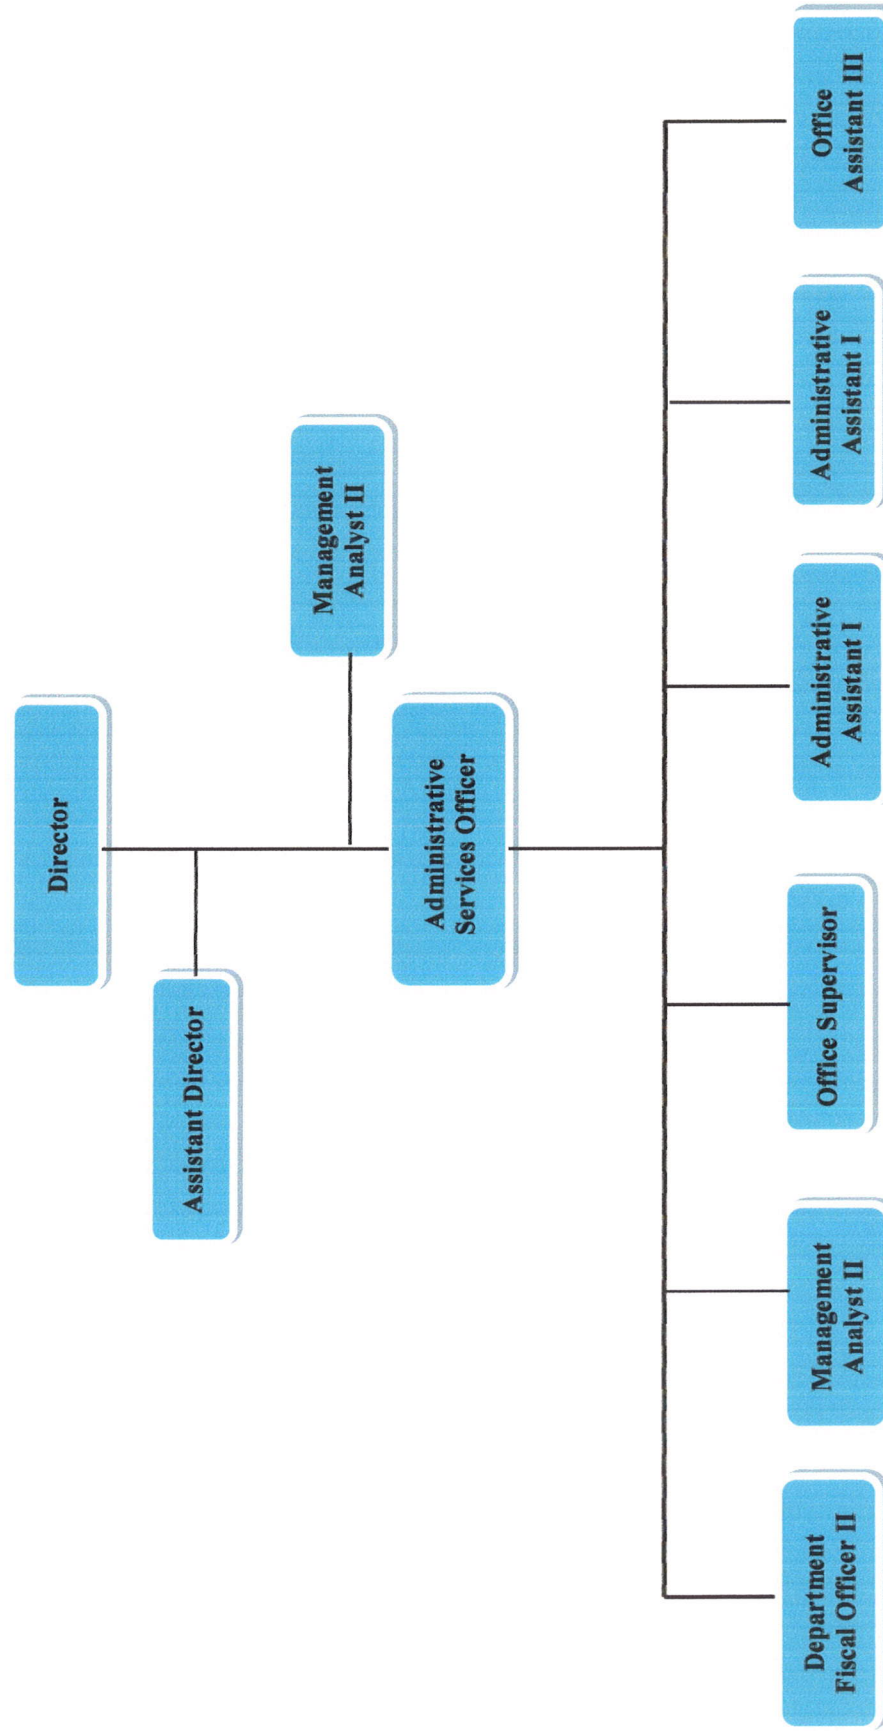 Director
Assistant Director
Management
Analyst II
Administrative
Services Officer
Department
Fiscal Officer II
Management
Analyst II
Office Supervisor
Administrative
Assistant I
Administrative
Assistant I
Office
Assistant III